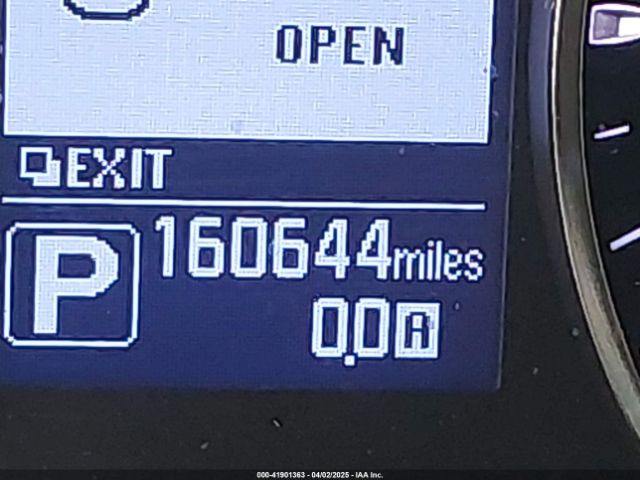 OPEN
EXIT
P
160644miles
0.0A
000-41901363 - 04/02/2025 - IAA Inc.